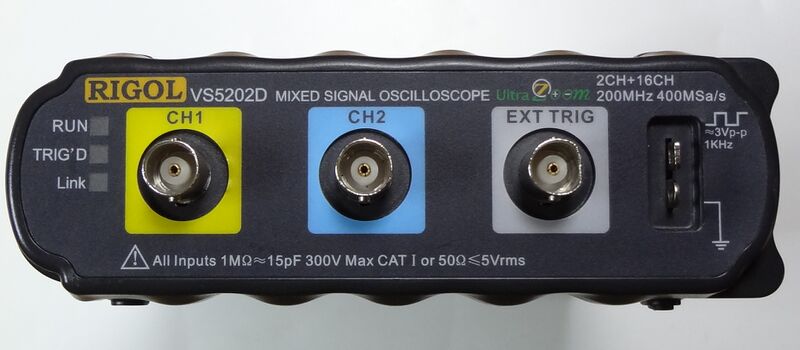 RIGOL VS5202D MIXED SIGNAL OSCILLOSCOPE UltraZoom
2CH+16CH
200MHz 400MSa/s
RUN
TRIG'D
Link
CH1
CH2
EXT TRIG
≈3Vp-p
1KHz
All Inputs 1MΩ≈15pF 300V Max CAT I or 50Ω≤5Vrms